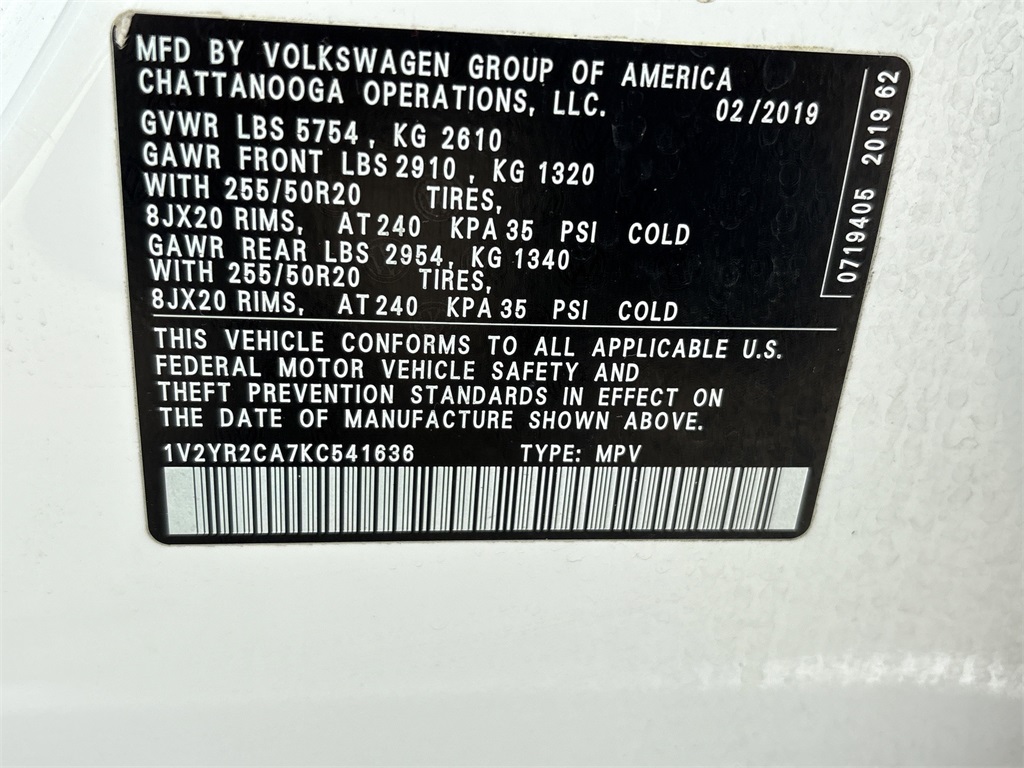 MFD BY VOLKSWAGEN GROUP OF AMERICA
CHATTANOOGA OPERATIONS, LLC. 02/2019
GVWR LBS 5754, KG 2610
GAWR FRONT LBS 2910, KG 1320
WITH 255/50R20 TIRES,
8JX20 RIMS, AT 240 KPA 35 PSI COLD
GAWR REAR LBS 2954, KG 1340
WITH 255/50R20 TIRES,
8JX20 RIMS, AT 240 KPA 35 PSI COLD
THIS VEHICLE CONFORMS TO ALL APPLICABLE U.S.
FEDERAL MOTOR VEHICLE SAFETY AND
THEFT PREVENTION STANDARDS IN EFFECT ON
THE DATE OF MANUFACTURE SHOWN ABOVE.
1V2YR2CA7KC541636 TYPE: MPV
0719405 2019 62